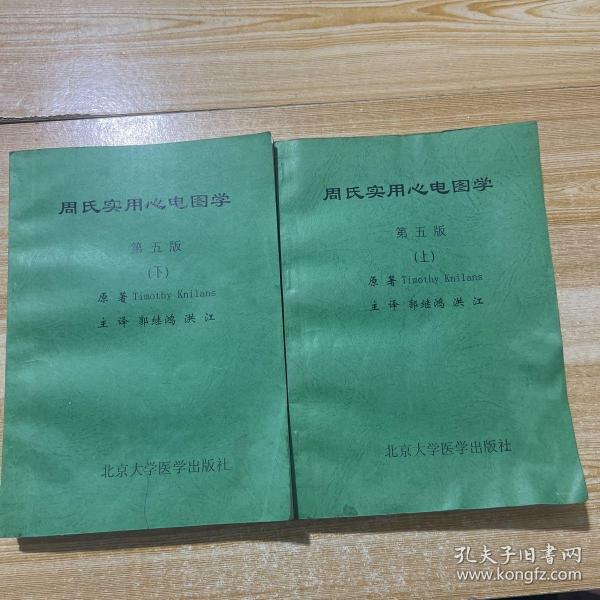 周氏实用心电图学
第五版
(下)
原著 Timothy Knilans
主译 郭继鸿 洪江
北京大学医学出版社
周氏实用心电图学
第五版
(上)
原著 Timothy Knilans
主译 郭继鸿 洪江
北京大学医学出版社
孔夫子旧书网
www.kongfz.com